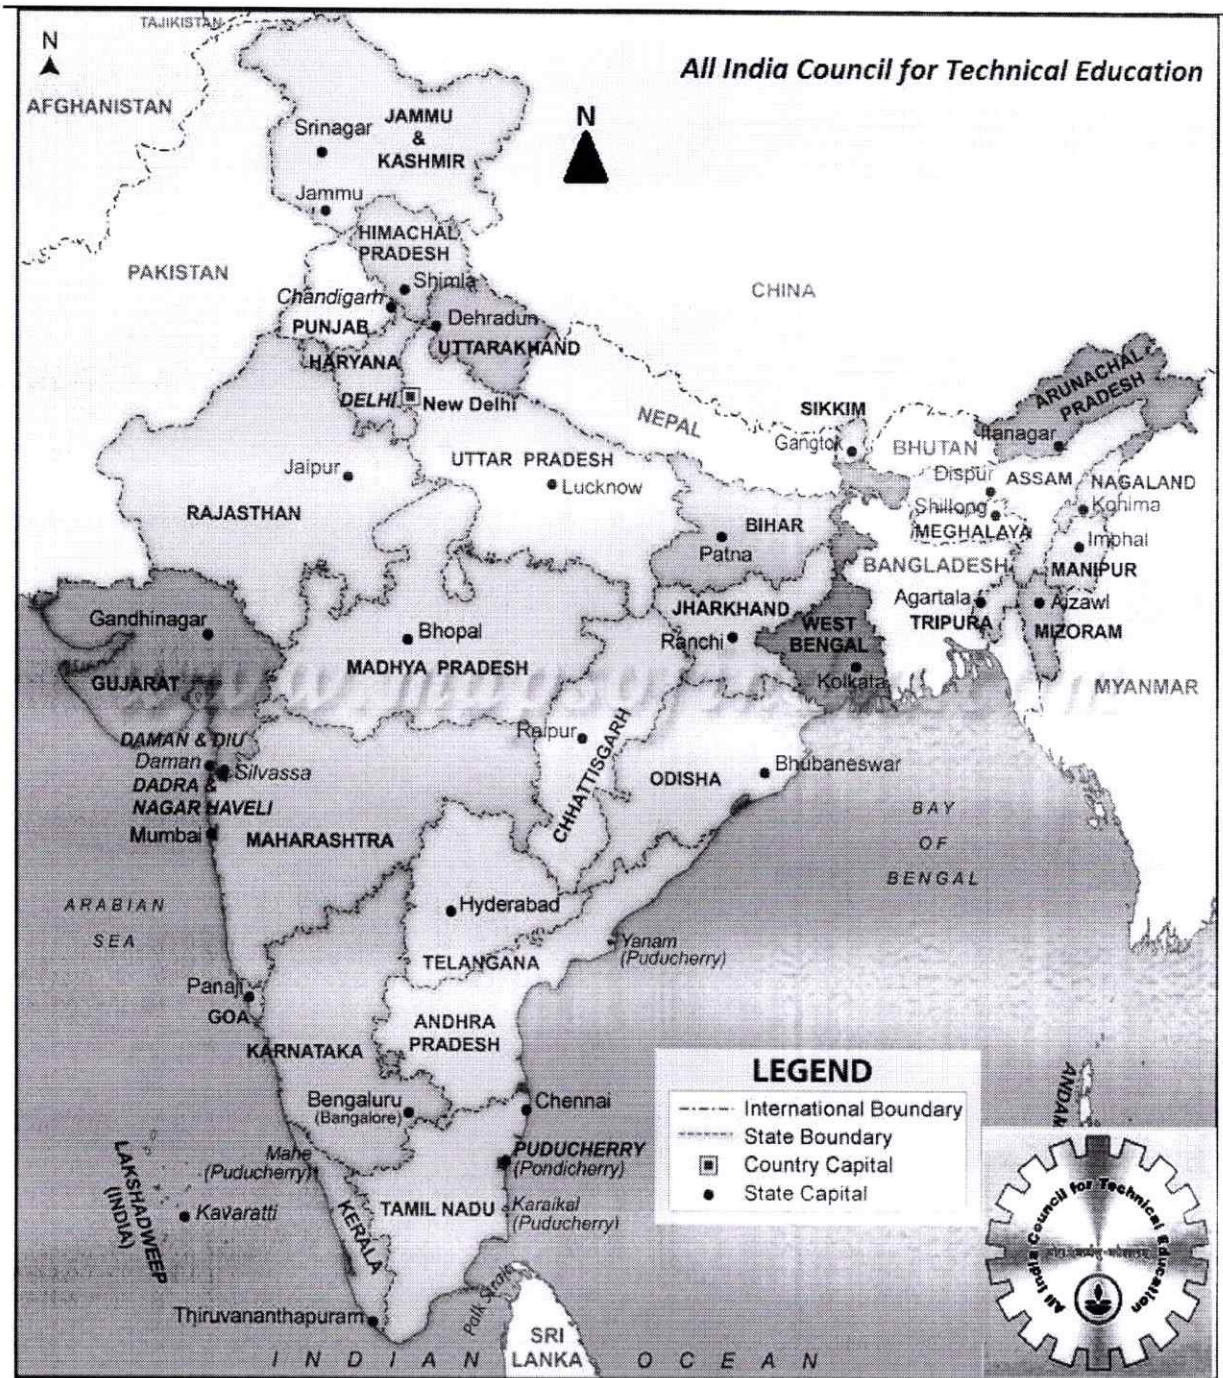 TAJIKISTAN
N
All India Council for Technical Education
AFGHANISTAN
N
JAMMU
&
KASHMIR
Srinagar
Jammu
HIMACHAL
PRADESH
PAKISTAN
Shimla
CHINA
Chandigarh
PUNJAB
Dehradun
UTTARAKHAND
HARYANA
DELHI
New Delhi
NEPAL
SIKKIM
ARUNACHAL
PRADESH
Gangtok
BHUTAN
Itanagar
UTTAR PRADESH
Jaipur
Lucknow
Dispur
ASSAM
NAGALAND
RAJASTHAN
Shillong
Kohima
BIHAR
MEGHALAYA
Patna
Imphal
BANGLADESH
MANIPUR
Gandhinagar
JHARKHAND
Agartala
Aizawl
Bhopal
Ranchi
WEST
BENGAL
TRIPURA
MIZORAM
MADHYA PRADESH
GUJARAT
Kolkata
MYANMAR
DAMAN & DIU
Raipur
Daman
Silvassa
CHHATTISGARH
ODISHA
Bhubaneswar
DADRA &
NAGAR HAVELI
Mumbai
MAHARASHTRA
BAY
OF
BENGAL
ARABIAN
SEA
Hyderabad
Yanam
(Puducherry)
TELANGANA
Panaji
GOA
ANDHRA
PRADESH
KARNATAKA
LEGEND
International Boundary
State Boundary
Country Capital
State Capital
ANDAM
Bengaluru
(Bangalore)
Chennai
Mahe
(Puducherry)
PUDUCHERRY
(Pondicherry)
LAKSHADWEEP
(INDIA)
Kavaratti
KERALA
TAMIL NADU
Karaikal
(Puducherry)
All India Council for Technical Education
Thiruvananthapuram
Palk Strait
SRI
LANKA
INDIAN OCEAN